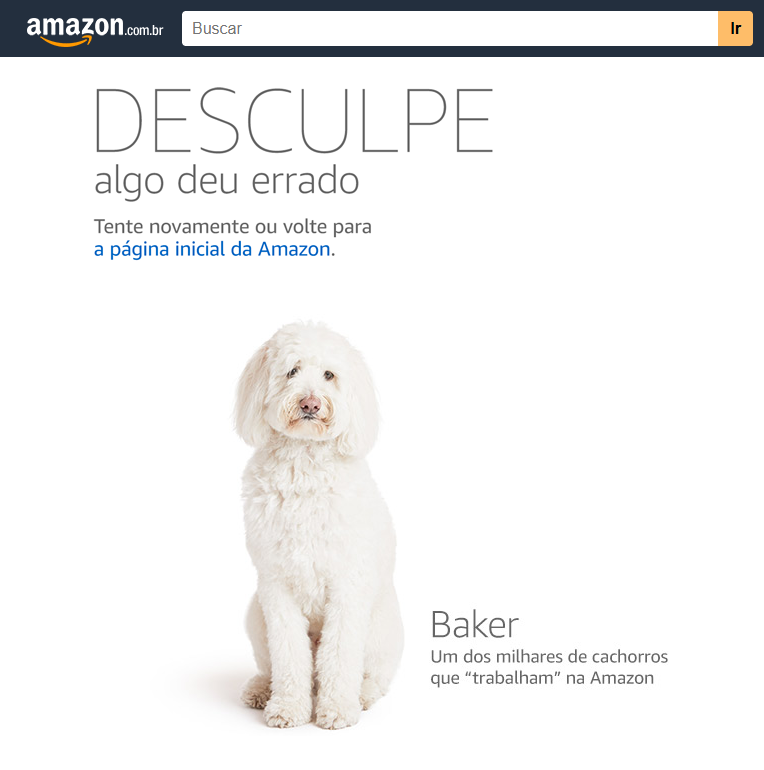 amazon.com.br
Buscar
Ir
DESCULPE
algo deu errado
Tente novamente ou volte para
a página inicial da Amazon.
Baker
Um dos milhares de cachorros
que “trabalham” na Amazon